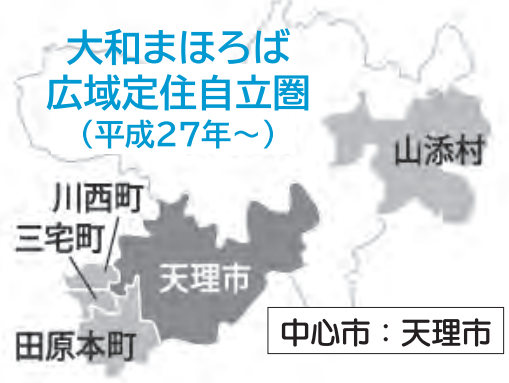 大和まほろば
広域定住自立圏
（平成27年～）
山添村
川西町
三宅町
天理市
田原本町
中心市：天理市